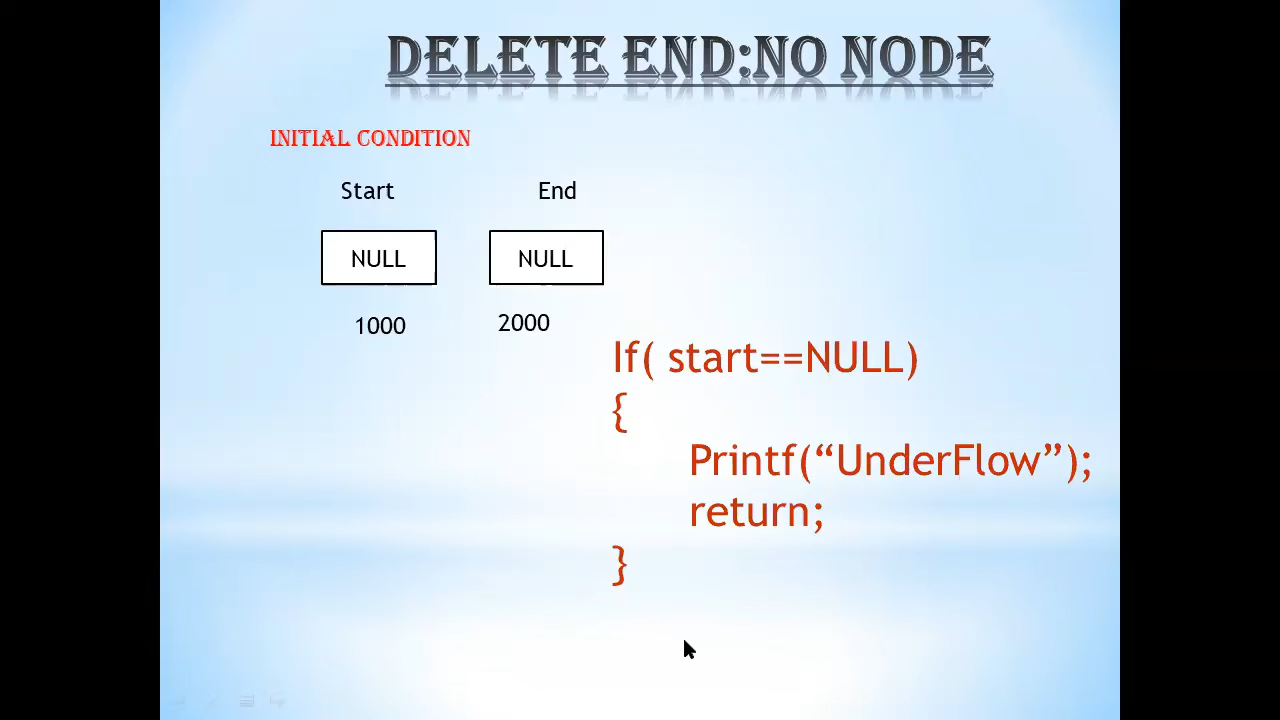 DELETE END:NO NODE
INITIAL CONDITION
Start End
NULL NULL
1000 2000
If( start==NULL)
{
Printf(“UnderFlow”);
return;
}